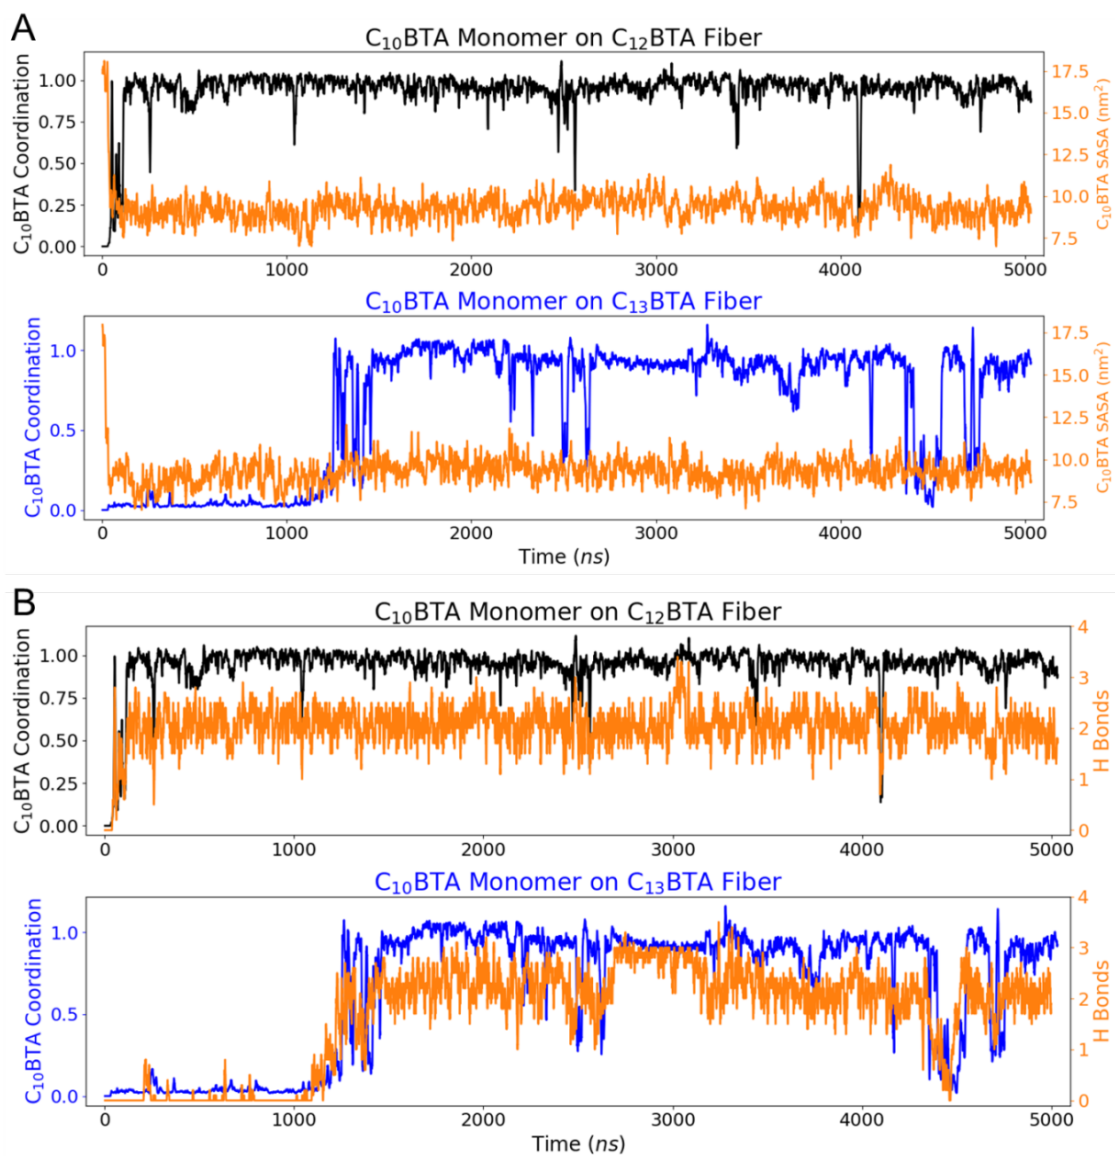 A
C₁₀BTA Monomer on C₁₂BTA Fiber
C₁₀BTA Coordination
1.00
0.75
0.50
0.25
0.00
17.5
15.0
12.5
10.0
7.5
C₁₀BTA SASA (nm²)
0 1000 2000 3000 4000 5000
C₁₀BTA Monomer on C₁₃BTA Fiber
C₁₀BTA Coordination
1.0
0.5
0.0
17.5
15.0
12.5
10.0
7.5
C₁₀BTA SASA (nm²)
0 1000 2000 3000 4000 5000
Time (ns)
B
C₁₀BTA Monomer on C₁₂BTA Fiber
C₁₀BTA Coordination
1.00
0.75
0.50
0.25
0.00
4
3
2
1
0
H Bonds
0 1000 2000 3000 4000 5000
C₁₀BTA Monomer on C₁₃BTA Fiber
C₁₀BTA Coordination
1.0
0.5
0.0
4
3
2
1
0
H Bonds
0 1000 2000 3000 4000 5000
Time (ns)